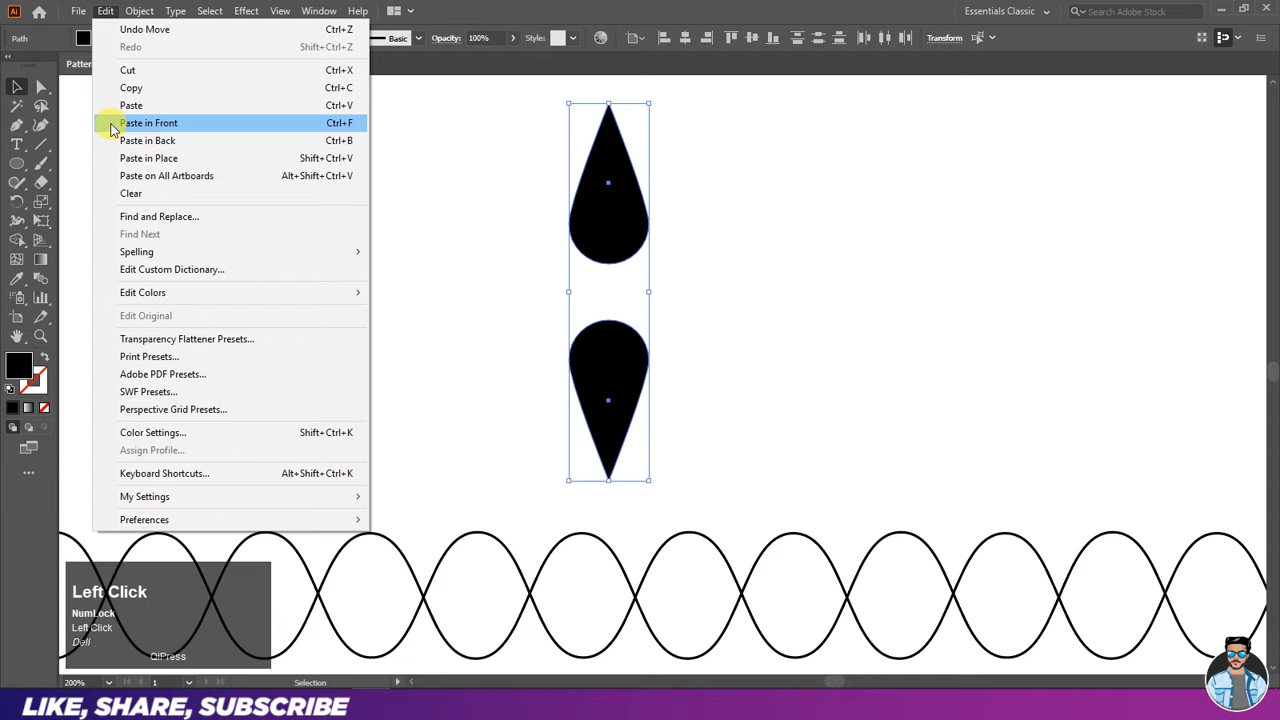 Ai
File Edit Object Type Select Effect View Window Help
Essentials Classic
Search Adobe Stock
Path
Basic
Opacity: 100%
Style:
Transform
Undo Move Ctrl+Z
Redo Shift+Ctrl+Z
Cut Ctrl+X
Copy Ctrl+C
Paste Ctrl+V
Paste in Front Ctrl+F
Paste in Back Ctrl+B
Paste in Place Shift+Ctrl+V
Paste on All Artboards Alt+Shift+Ctrl+V
Clear
Find and Replace...
Find Next
Spelling
Edit Custom Dictionary...
Edit Colors
Edit Original
Transparency Flattener Presets...
Print Presets...
Adobe PDF Presets...
SWF Presets...
Perspective Grid Presets...
Color Settings... Shift+Ctrl+K
Assign Profile...
Keyboard Shortcuts... Alt+Shift+Ctrl+K
My Settings
Preferences
Left Click
NumLock
Left Click
Dell
QiPress
200%
1
Selection
LIKE, SHARE, SUBSCRIBE